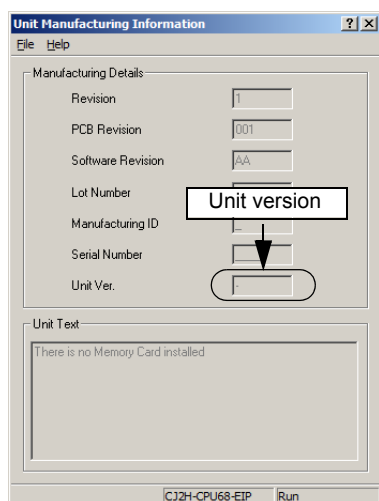 Unit Manufacturing Information
File Help
Manufacturing Details
Revision 1
PCB Revision 001
Software Revision AA
Lot Number
Unit version
Manufacturing ID _
Serial Number
Unit Ver. -
Unit Text
There is no Memory Card installed
CJ2H-CPU68-EIP Run